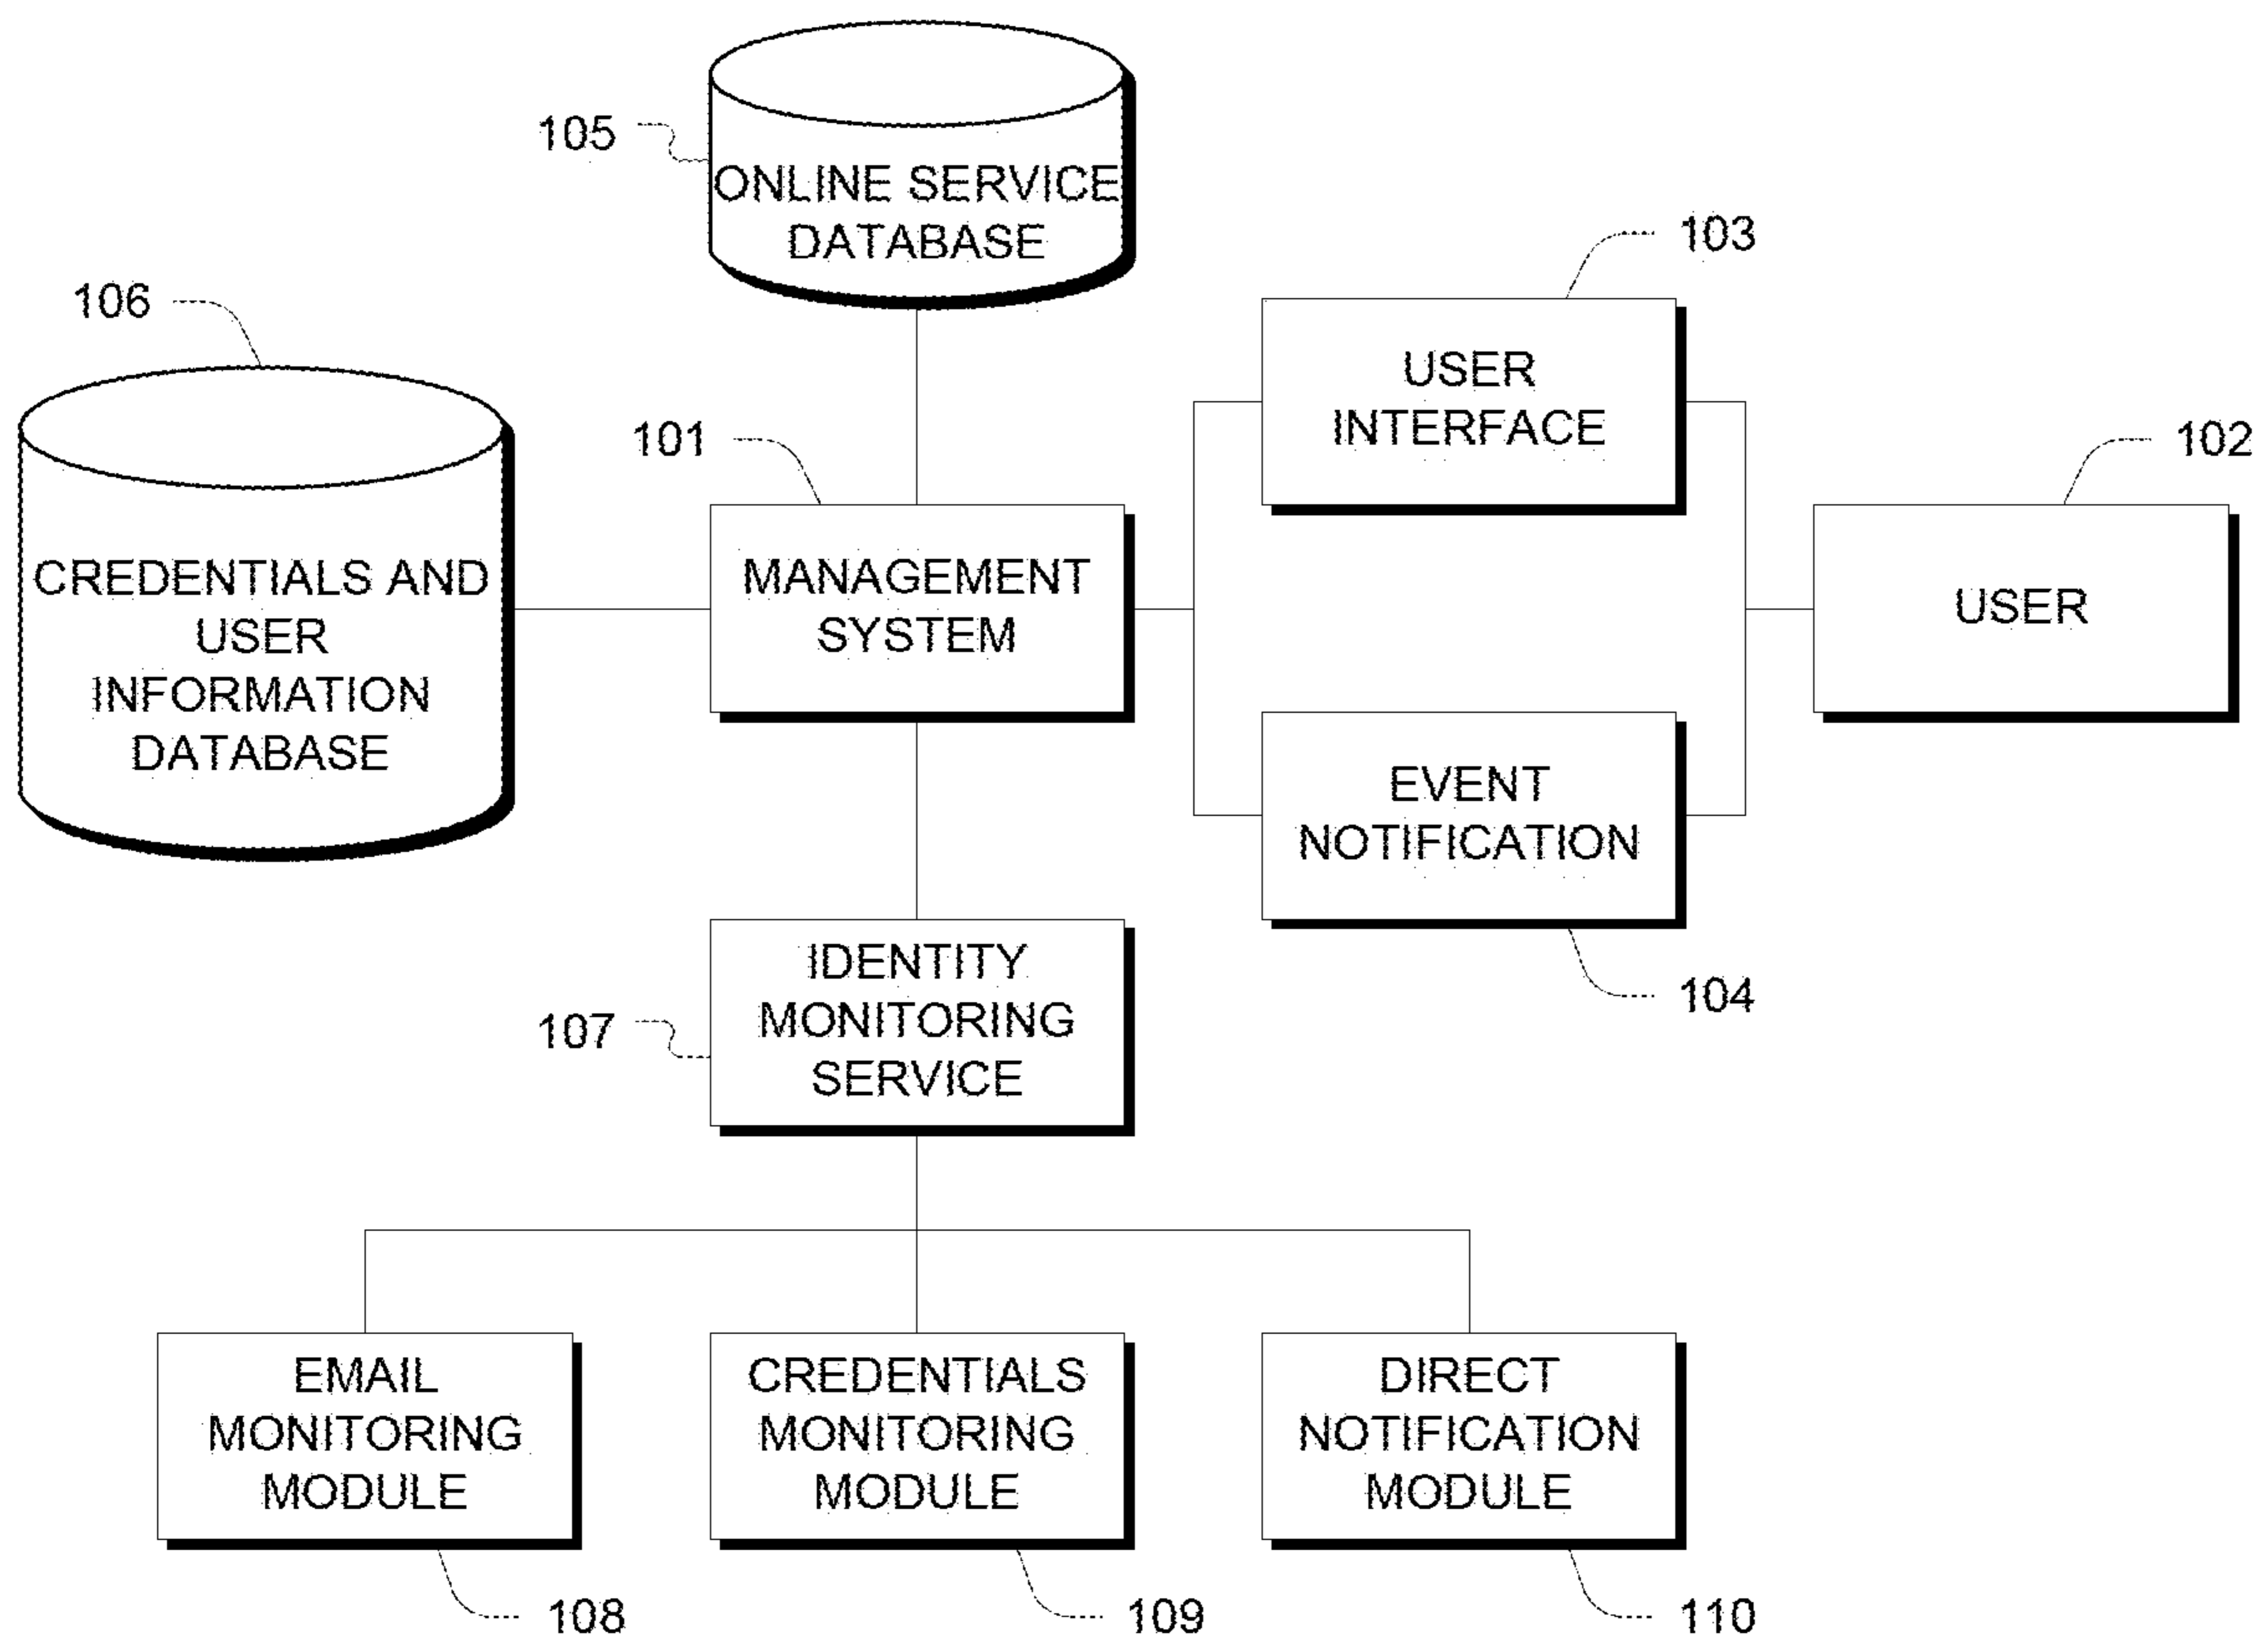 105
ONLINE SERVICE
DATABASE
103
106
USER
INTERFACE
101
102
CREDENTIALS AND
USER
INFORMATION
DATABASE
MANAGEMENT
SYSTEM
USER
EVENT
NOTIFICATION
104
IDENTITY
MONITORING
SERVICE
107
EMAIL
MONITORING
MODULE
CREDENTIALS
MONITORING
MODULE
DIRECT
NOTIFICATION
MODULE
108
109
110